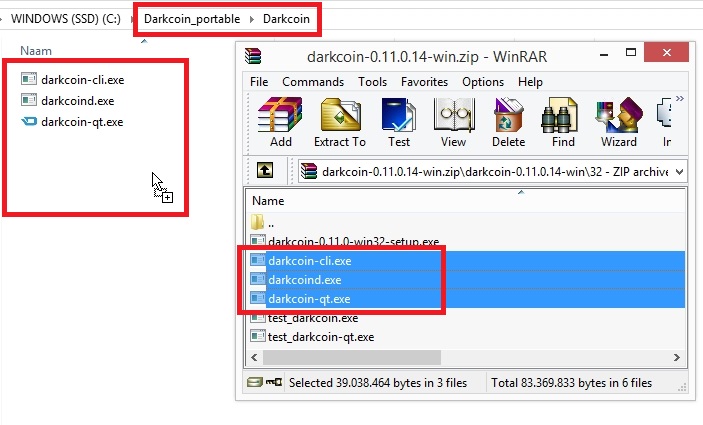 WINDOWS (SSD) (C:) Darkcoin_portable Darkcoin
Naam
darkcoin-cli.exe
darkcoind.exe
darkcoin-qt.exe
darkcoin-0.11.0.14-win.zip - WinRAR
File Commands Tools Favorites Options Help
Add Extract To Test View Delete Find Wizard In
darkcoin-0.11.0.14-win.zip\darkcoin-0.11.0.14-win\32 - ZIP archive
Name
..
darkcoin-0.11.0-win32-setup.exe
darkcoin-cli.exe
darkcoind.exe
darkcoin-qt.exe
test_darkcoin.exe
test_darkcoin-qt.exe
Selected 39.038.464 bytes in 3 files Total 83.369.833 bytes in 6 files